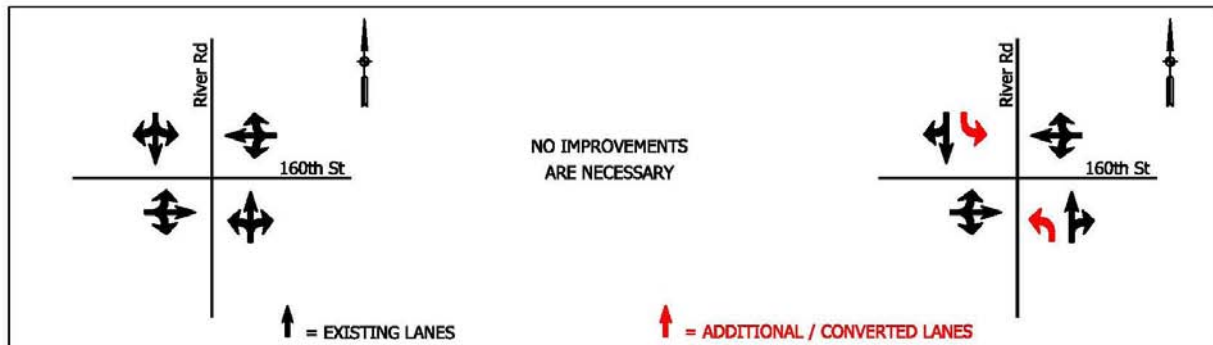 River Rd
160th St
NO IMPROVEMENTS
ARE NECESSARY
River Rd
160th St
= EXISTING LANES
= ADDITIONAL / CONVERTED LANES